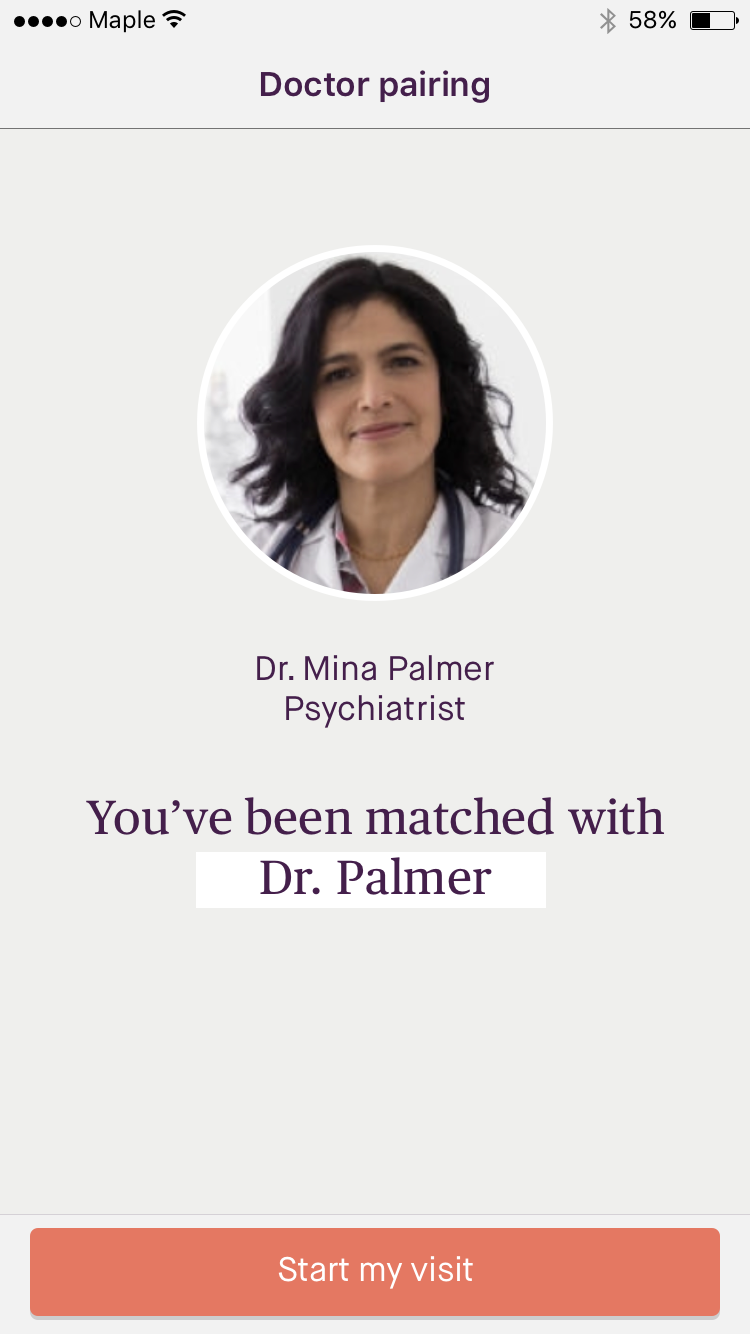 Maple 58%
Doctor pairing
Dr. Mina Palmer
Psychiatrist
You’ve been matched with
Dr. Palmer
Start my visit